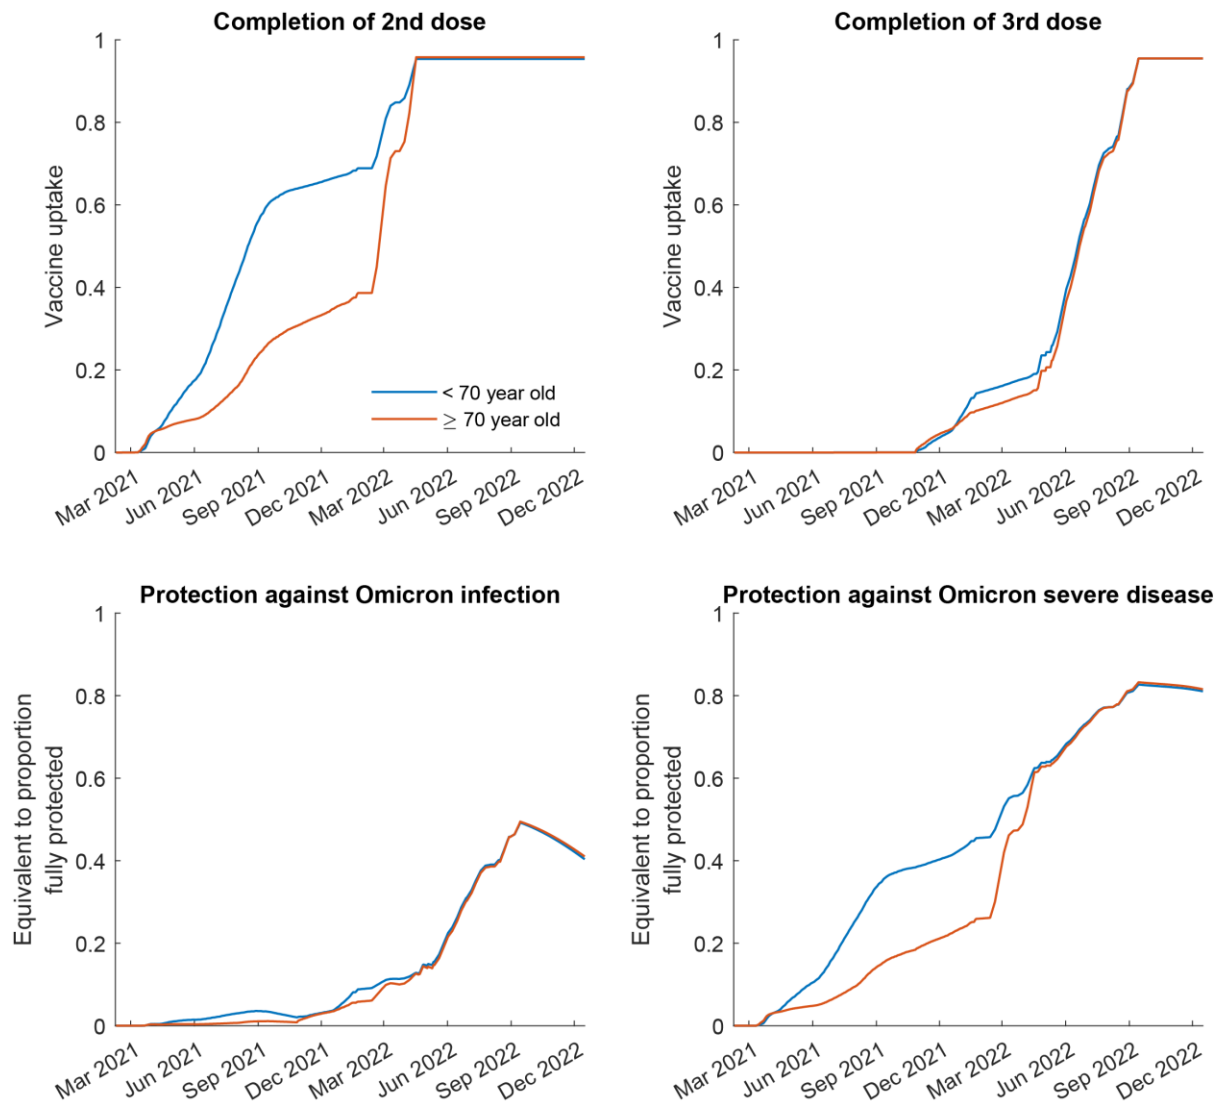 Completion of 2nd dose
1
0.8
0.6
0.4
0.2
0
Vaccine uptake
< 70 year old
≥ 70 year old
Mar 2021
Jun 2021
Sep 2021
Dec 2021
Mar 2022
Jun 2022
Sep 2022
Dec 2022
Completion of 3rd dose
1
0.8
0.6
0.4
0.2
0
Vaccine uptake
Mar 2021
Jun 2021
Sep 2021
Dec 2021
Mar 2022
Jun 2022
Sep 2022
Dec 2022
Protection against Omicron infection
1
0.8
0.6
0.4
0.2
0
Equivalent to proportion
fully protected
Mar 2021
Jun 2021
Sep 2021
Dec 2021
Mar 2022
Jun 2022
Sep 2022
Dec 2022
Protection against Omicron severe disease
1
0.8
0.6
0.4
0.2
0
Equivalent to proportion
fully protected
Mar 2021
Jun 2021
Sep 2021
Dec 2021
Mar 2022
Jun 2022
Sep 2022
Dec 2022